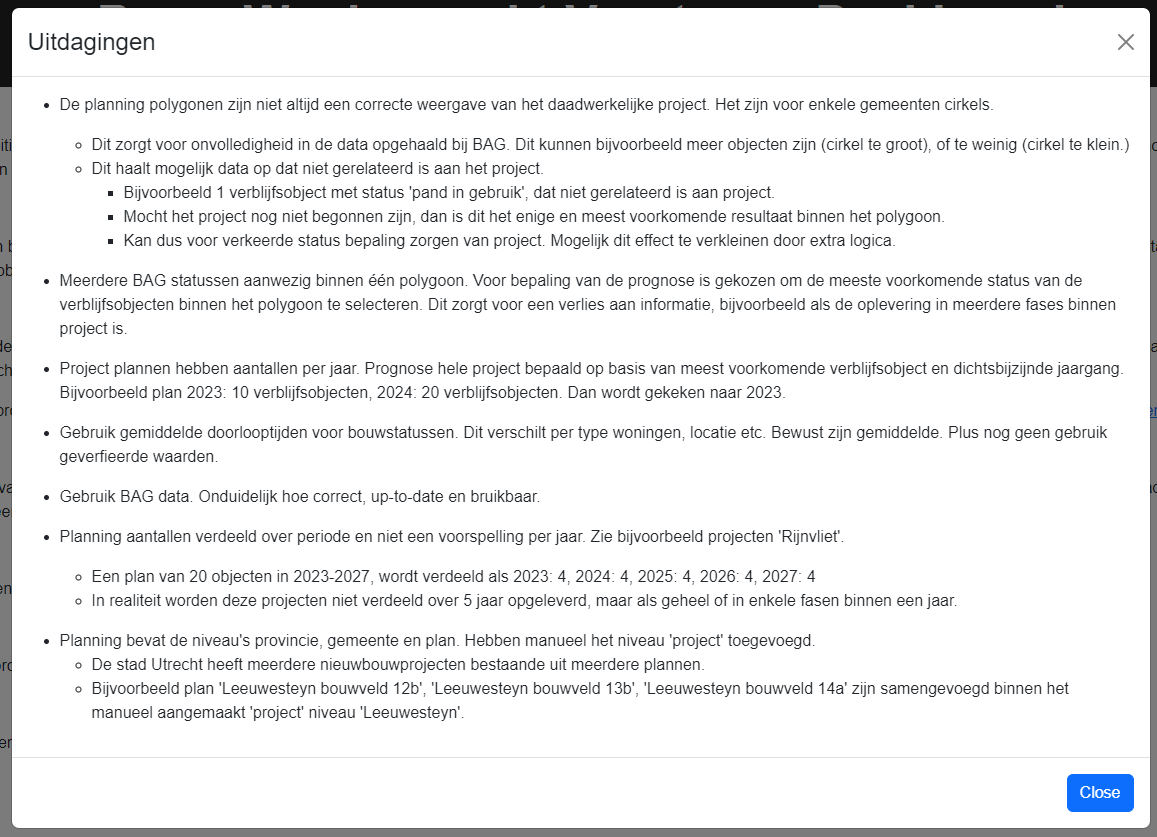 Uitdagingen
De planning polygonen zijn niet altijd een correcte weergave van het daadwerkelijke project. Het zijn voor enkele gemeenten cirkels.
Dit zorgt voor onvolledigheid in de data opgehaald bij BAG. Dit kunnen bijvoorbeeld meer objecten zijn (cirkel te groot), of te weinig (cirkel te klein.)
Dit haalt mogelijk data op dat niet gerelateerd is aan het project.
Bijvoorbeeld 1 verblijfsobject met status 'pand in gebruik', dat niet gerelateerd is aan project.
Mocht het project nog niet begonnen zijn, dan is dit het enige en meest voorkomende resultaat binnen het polygoon.
Kan dus voor verkeerde status bepaling zorgen van project. Mogelijk dit effect te verkleinen door extra logica.
Meerdere BAG statussen aanwezig binnen één polygoon. Voor bepaling van de prognose is gekozen om de meeste voorkomende status van de
verblijfsobjecten binnen het polygoon te selecteren. Dit zorgt voor een verlies aan informatie, bijvoorbeeld als de oplevering in meerdere fases binnen
project is.
Project plannen hebben aantallen per jaar. Prognose hele project bepaald op basis van meest voorkomende verblijfsobject en dichtsbijzijnde jaargang.
Bijvoorbeeld plan 2023: 10 verblijfsobjecten, 2024: 20 verblijfsobjecten. Dan wordt gekeken naar 2023.
Gebruik gemiddelde doorlooptijden voor bouwstatussen. Dit verschilt per type woningen, locatie etc. Bewust zijn gemiddelde. Plus nog geen gebruik
geverfieerde waarden.
Gebruik BAG data. Onduidelijk hoe correct, up-to-date en bruikbaar.
Planning aantallen verdeeld over periode en niet een voorspelling per jaar. Zie bijvoorbeeld projecten 'Rijnvliet'.
Een plan van 20 objecten in 2023-2027, wordt verdeeld als 2023: 4, 2024: 4, 2025: 4, 2026: 4, 2027: 4
In realiteit worden deze projecten niet verdeeld over 5 jaar opgeleverd, maar als geheel of in enkele fasen binnen een jaar.
Planning bevat de niveau's provincie, gemeente en plan. Hebben manueel het niveau 'project' toegevoegd.
De stad Utrecht heeft meerdere nieuwbouwprojecten bestaande uit meerdere plannen.
Bijvoorbeeld plan 'Leeuwesteyn bouwveld 12b', 'Leeuwesteyn bouwveld 13b', 'Leeuwesteyn bouwveld 14a' zijn samengevoegd binnen het
manueel aangemaakt 'project' niveau 'Leeuwesteyn'.
Close